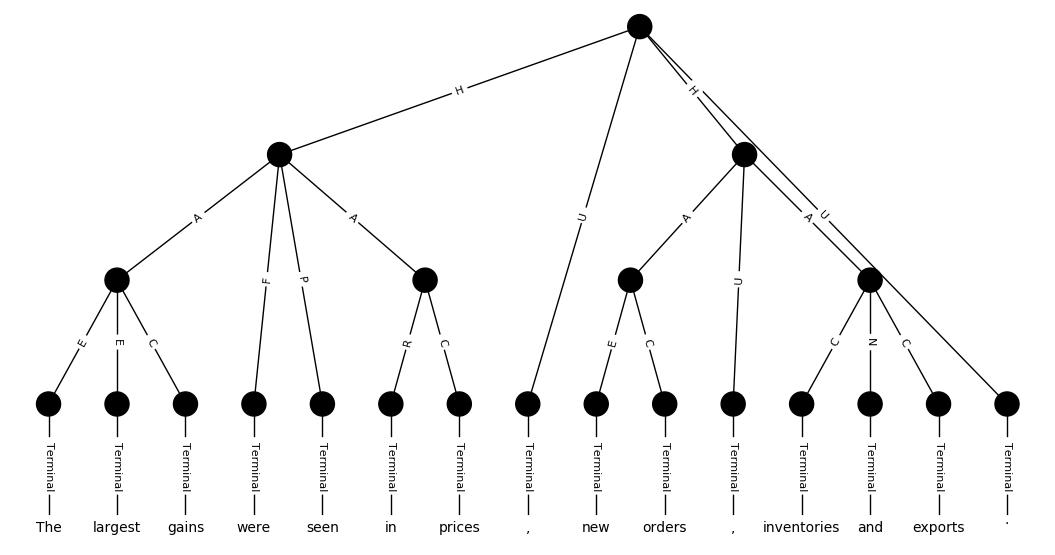 H
H
A
A
U
A
A
U
F
P
U
E
E
C
R
C
E
C
C
N
C
Terminal Terminal Terminal Terminal Terminal Terminal Terminal Terminal Terminal Terminal Terminal Terminal Terminal Terminal Terminal
The largest gains were seen in prices , new orders , inventories and exports .